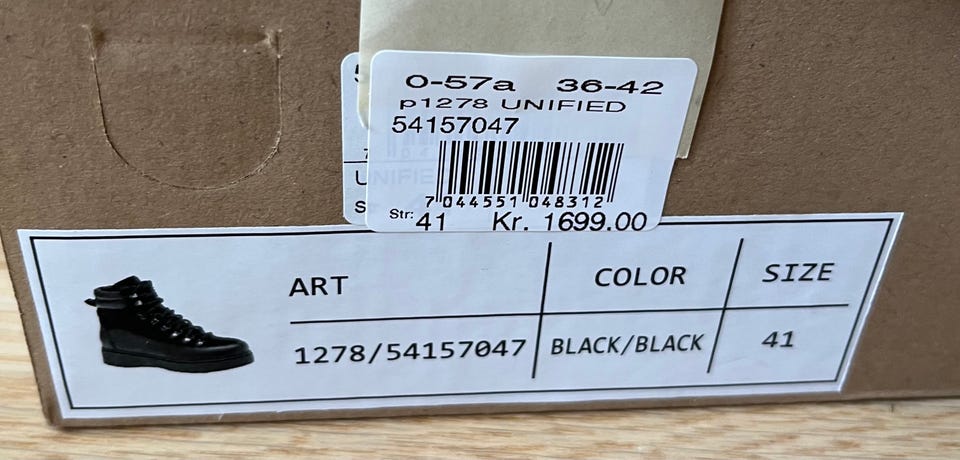 O-57a 36-42
p1278 UNIFIED
54157047
7 044551 048312
Str: 41 Kr. 1699.00
UNIFIE
S
ART COLOR SIZE
1278/54157047 BLACK/BLACK 41